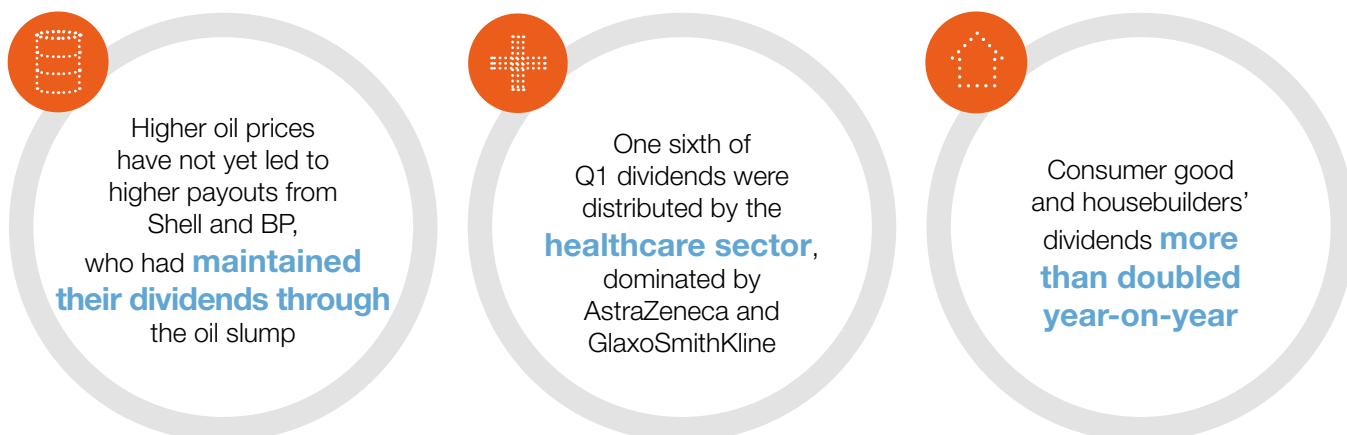 Higher oil prices
have not yet led to
higher payouts from
Shell and BP,
who had maintained
their dividends through
the oil slump
One sixth of
Q1 dividends were
distributed by the
healthcare sector,
dominated by
AstraZeneca and
GlaxoSmithKline
Consumer good
and housebuilders’
dividends more
than doubled
year-on-year